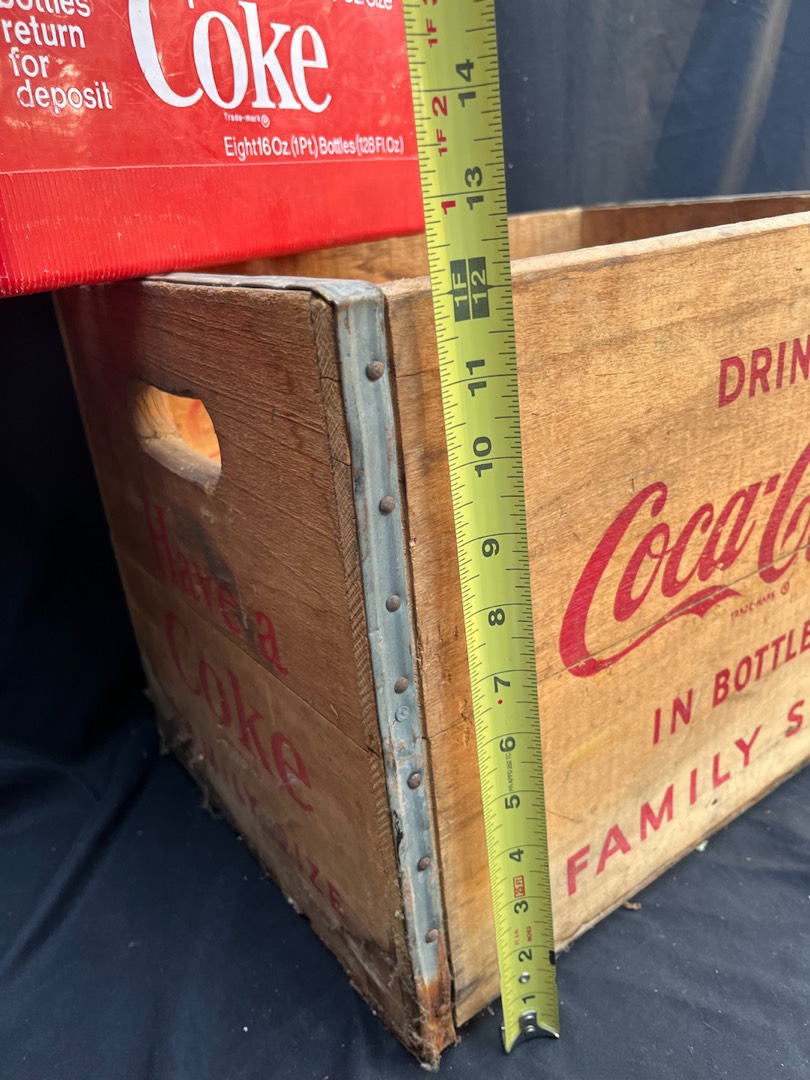 bottles
return
for
deposit
Coke
Trade-mark ®
Eight 16 Oz. (1 Pt.) Bottles (128 Fl. Oz.)
DRIN
Coca-C
TRADE-MARK ®
IN BOTTLE
FAMILY S
Have a
Coke
SIZE
1F 2
14
13
1
1F
12
11
10
9
8
7
6
5
4
3
2
1